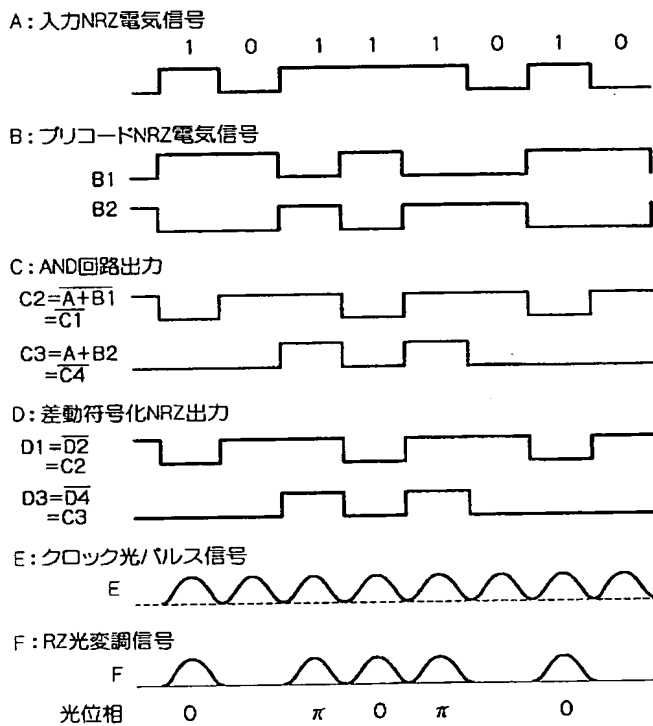 A:入力NRZ電気信号
1 0 1 1 1 0 1 0
B:プリコードNRZ電気信号
B1
B2
C:AND回路出力
C2=A+B1
=C1
C3=A+B2
=C4
D:差動符号化NRZ出力
D1=D2
=C2
D3=D4
=C3
E:クロック光パルス信号
E
F:RZ光変調信号
F
光位相 0 π 0 π 0